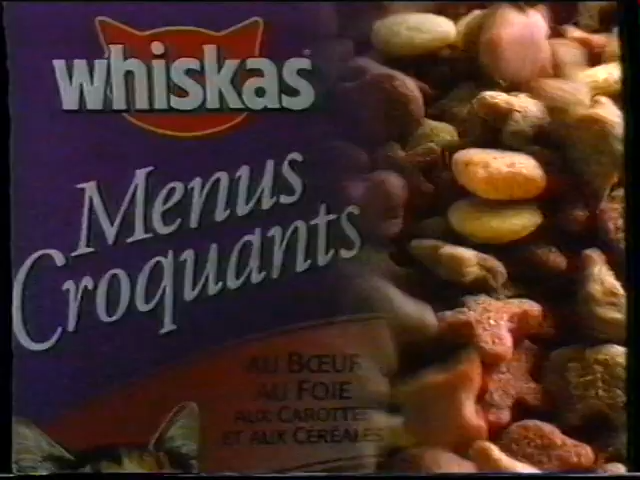 whiskas
Menus
Croquants
AU BŒUF
AU FOIE
AUX CAROTTES
ET AUX CÉRÉALES